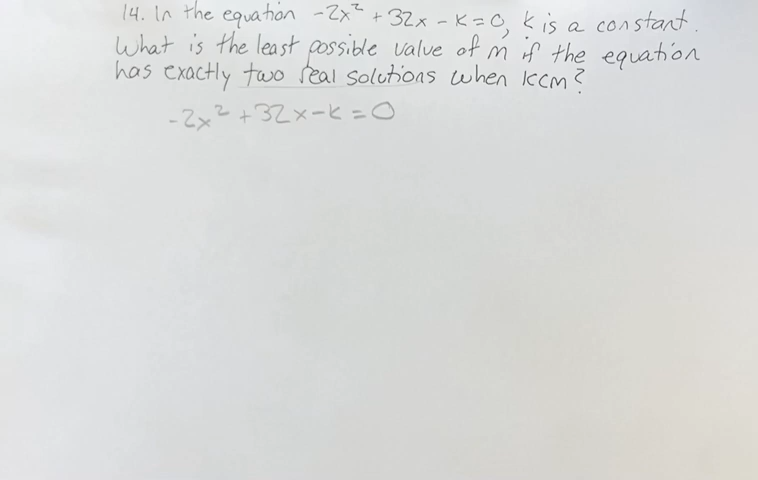 14. In the equation -2x² + 32x - k = 0, k is a constant.
What is the least possible value of m if the equation
has exactly two real solutions when k<m?
-2x² + 32x - k = 0